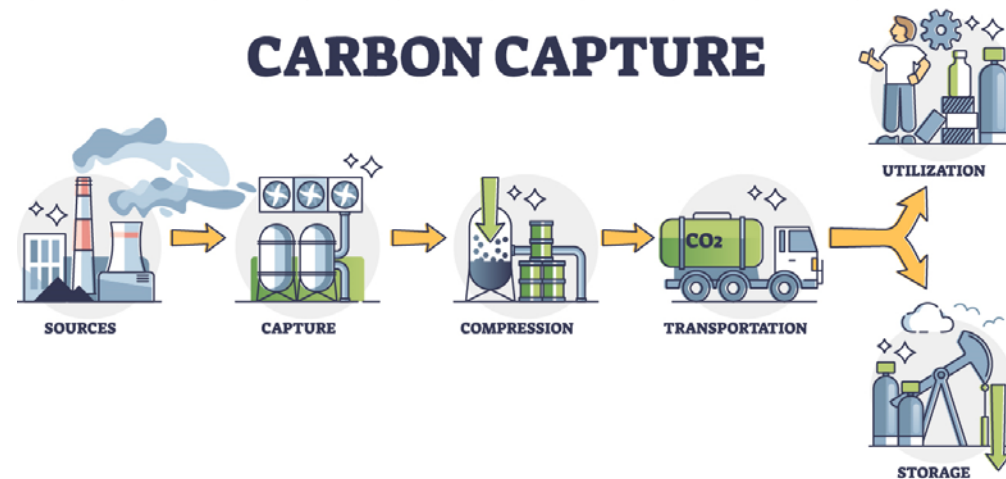 CARBON CAPTURE
UTILIZATION
CO2
SOURCES
CAPTURE
COMPRESSION
TRANSPORTATION
STORAGE